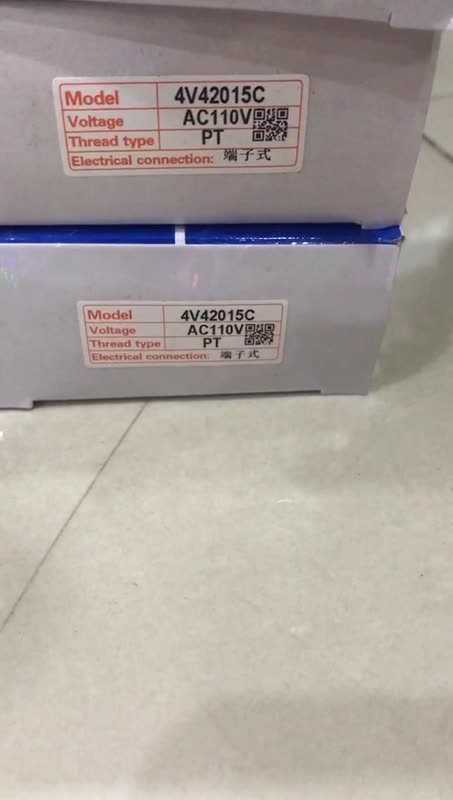 Model 4V42015C
Voltage AC110V
Thread type PT
Electrical connection: 端子式
Model 4V42015C
Voltage AC110V
Thread type PT
Electrical connection: 端子式